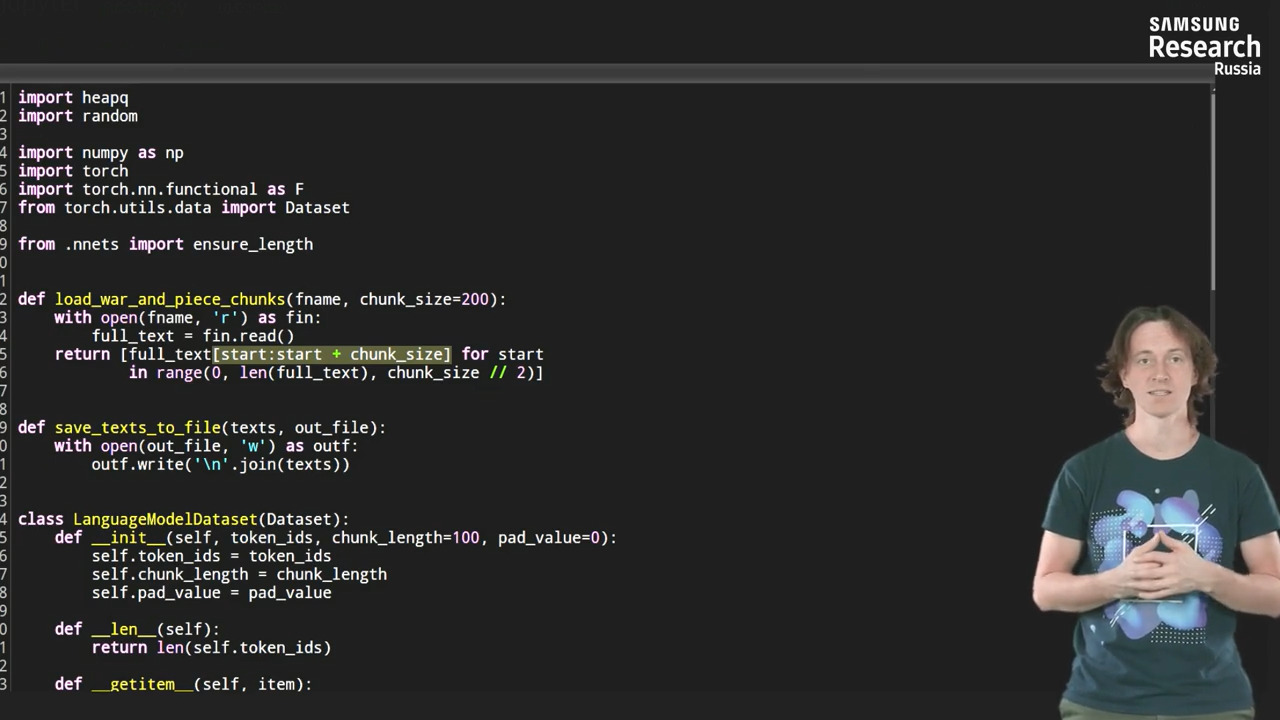 SAMSUNG
Research
Russia
1 import heapq
2 import random
3
4 import numpy as np
5 import torch
6 import torch.nn.functional as F
7 from torch.utils.data import Dataset
8
9 from .nnets import ensure_length
0
1
2 def load_war_and_piece_chunks(fname, chunk_size=200):
3     with open(fname, 'r') as fin:
4         full_text = fin.read()
5     return [full_text[start:start + chunk_size] for start
6             in range(0, len(full_text), chunk_size // 2)]
7
8
9 def save_texts_to_file(texts, out_file):
0     with open(out_file, 'w') as outf:
1         outf.write('\n'.join(texts))
2
3
4 class LanguageModelDataset(Dataset):
5     def __init__(self, token_ids, chunk_length=100, pad_value=0):
6         self.token_ids = token_ids
7         self.chunk_length = chunk_length
8         self.pad_value = pad_value
9
0     def __len__(self):
1         return len(self.token_ids)
2
3     def __getitem__(self, item):